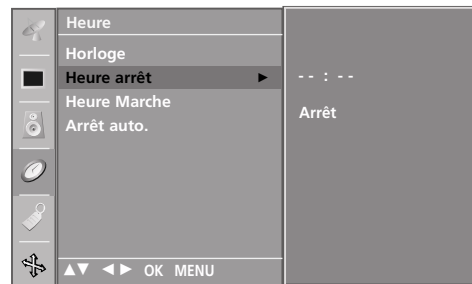 Heure
Horloge
Heure arrêt ►
Heure Marche
Arrêt auto.
- - : - -
Arrêt
▲▼ ◄► OK MENU